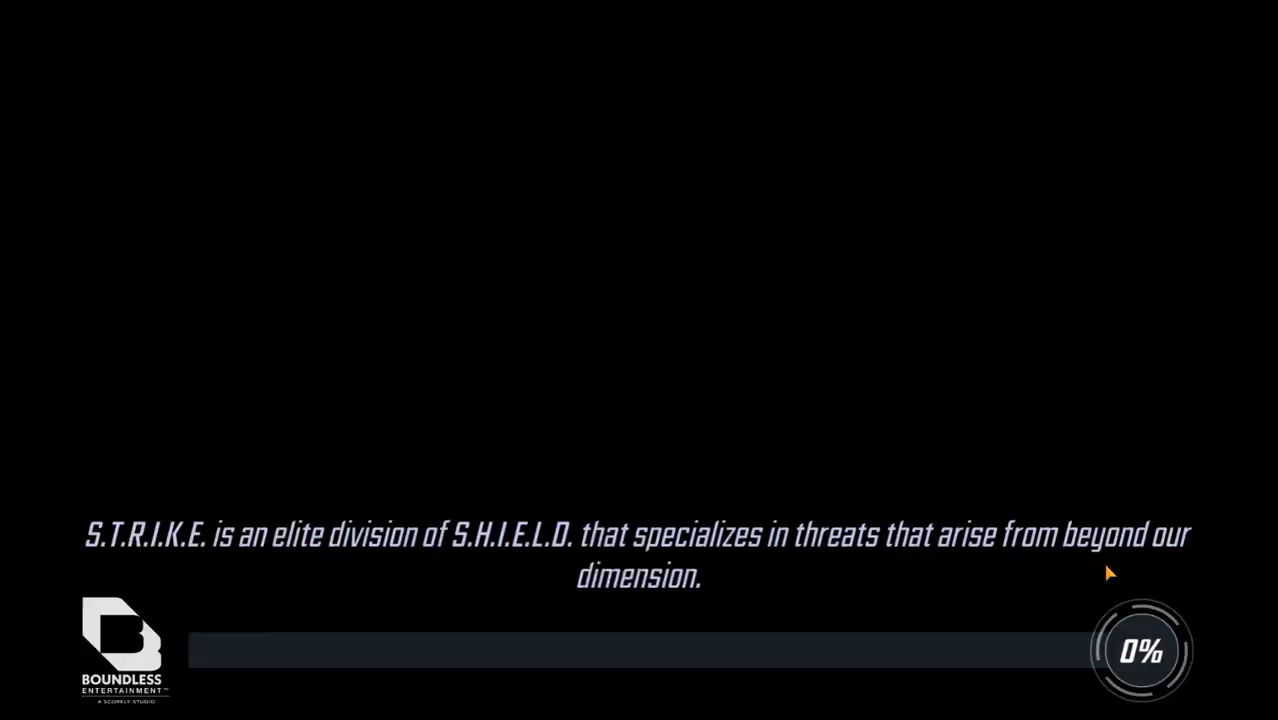 S.T.R.I.K.E. is an elite division of S.H.I.E.L.D. that specializes in threats that arise from beyond our
dimension.
0%
BOUNDLESS
ENTERTAINMENT™
A SCOPELY STUDIO